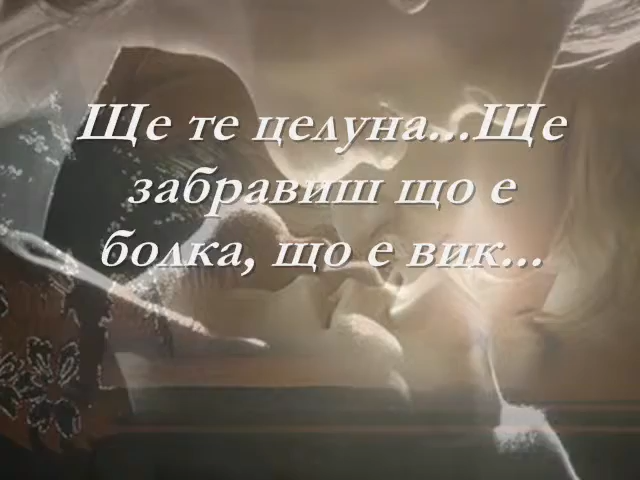 Ще те целуна...Ще
забравиш що е
болка, що е вик...